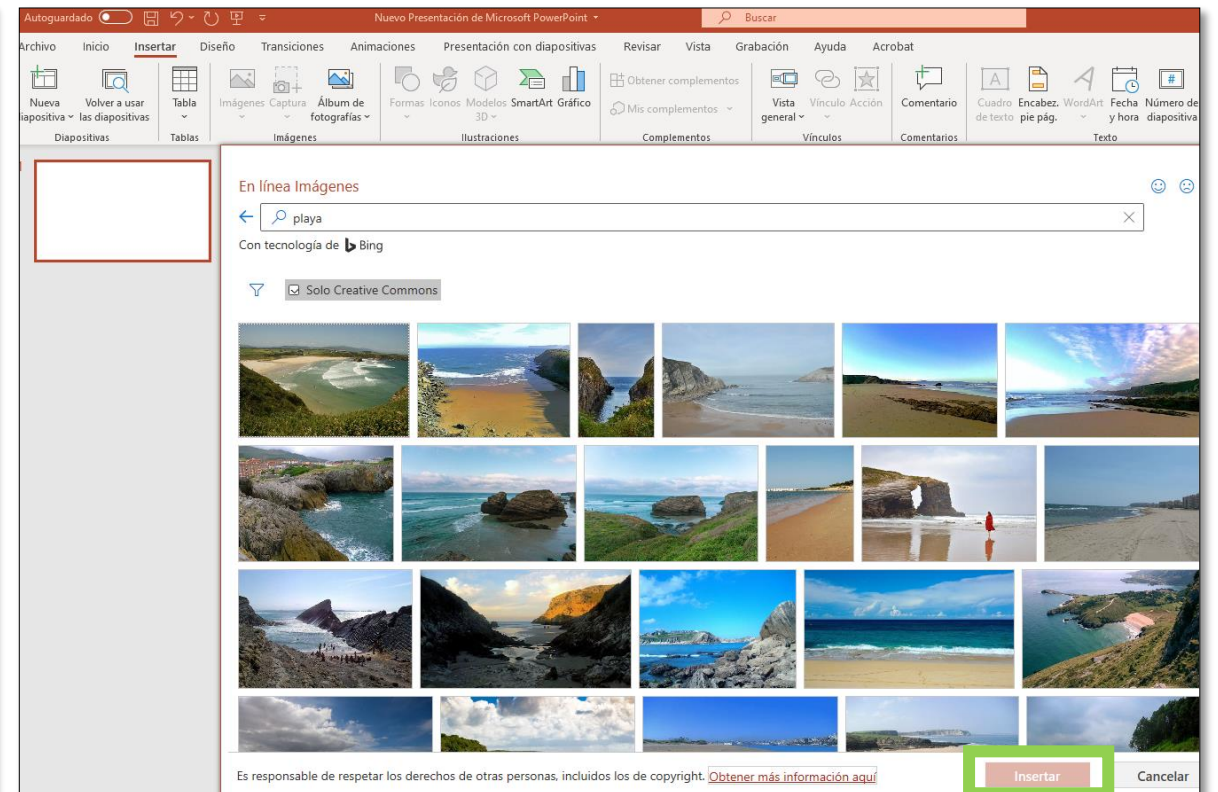 Autoguardado
Nuevo Presentación de Microsoft PowerPoint
Buscar
Archivo Inicio Insertar Diseño Transiciones Animaciones Presentación con diapositivas Revisar Vista Grabación Ayuda Acrobat
Nueva
diapositiva
Volver a usar
las diapositivas
Tabla
Imágenes
Captura
Álbum de
fotografías
Formas
Iconos
Modelos
3D
SmartArt
Gráfico
Obtener complementos
Mis complementos
Vista
general
Vínculo
Acción
Comentario
Cuadro
de texto
Encabez.
pie pág.
WordArt
Fecha
y hora
Número de
diapositiva
Diapositivas Tablas Imágenes Ilustraciones Complementos Vínculos Comentarios Texto
En línea Imágenes
playa
Con tecnología de Bing
Solo Creative Commons
Es responsable de respetar los derechos de otras personas, incluidos los de copyright. Obtener más información aquí
Insertar
Cancelar